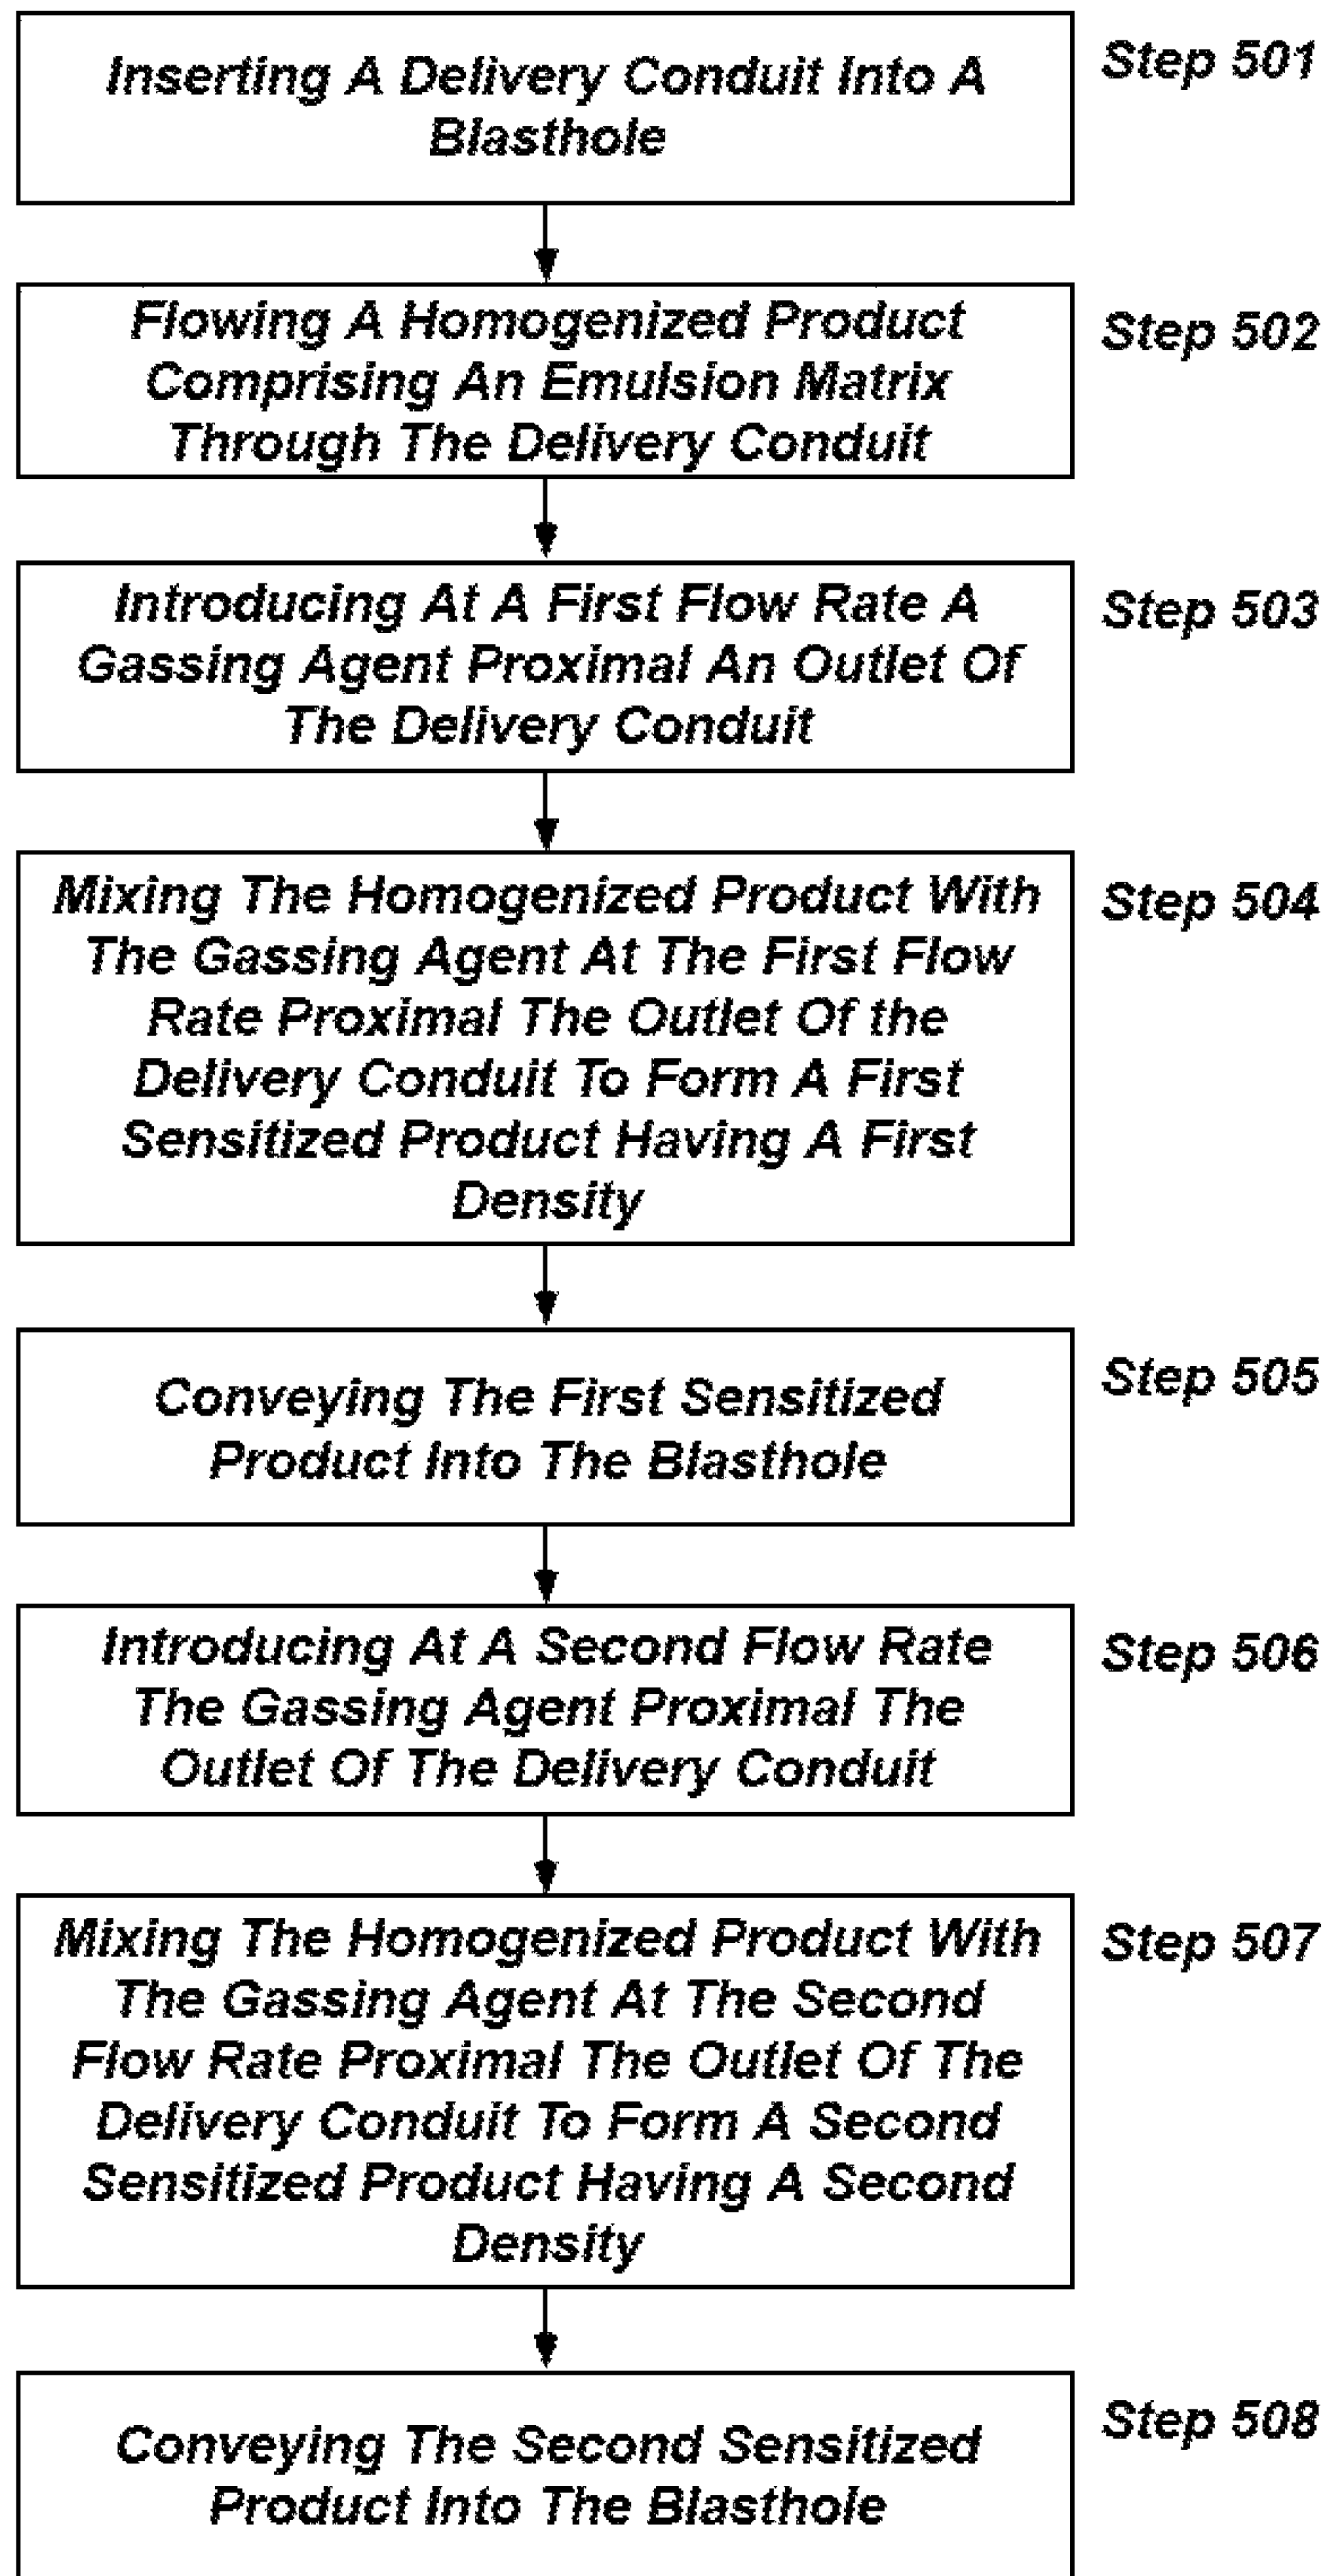 Inserting A Delivery Conduit Into A
Blasthole
Step 501
Flowing A Homogenized Product
Comprising An Emulsion Matrix
Through The Delivery Conduit
Step 502
Introducing At A First Flow Rate A
Gassing Agent Proximal An Outlet Of
The Delivery Conduit
Step 503
Mixing The Homogenized Product With
The Gassing Agent At The First Flow
Rate Proximal The Outlet Of the
Delivery Conduit To Form A First
Sensitized Product Having A First
Density
Step 504
Conveying The First Sensitized
Product Into The Blasthole
Step 505
Introducing At A Second Flow Rate
The Gassing Agent Proximal The
Outlet Of The Delivery Conduit
Step 506
Mixing The Homogenized Product With
The Gassing Agent At The Second
Flow Rate Proximal The Outlet Of The
Delivery Conduit To Form A Second
Sensitized Product Having A Second
Density
Step 507
Conveying The Second Sensitized
Product Into The Blasthole
Step 508